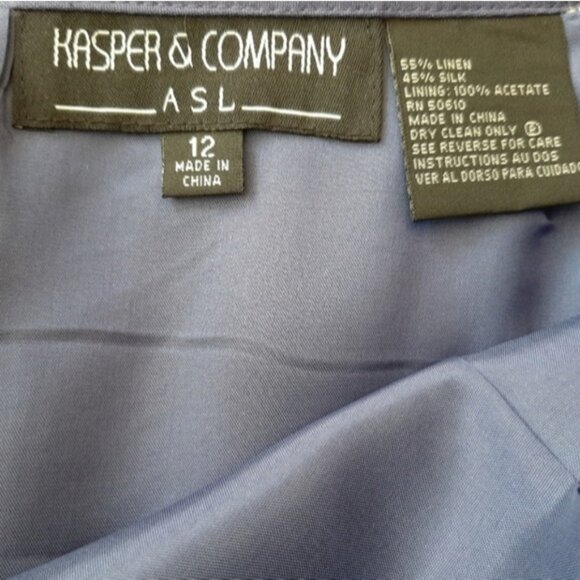 KASPER & COMPANY
A S L
12
MADE IN
CHINA
55% LINEN
45% SILK
LINING: 100% ACETATE
RN 50610
MADE IN CHINA
DRY CLEAN ONLY Ⓟ
SEE REVERSE FOR CARE
INSTRUCTIONS AU DOS
VER AL DORSO PARA CUIDADO